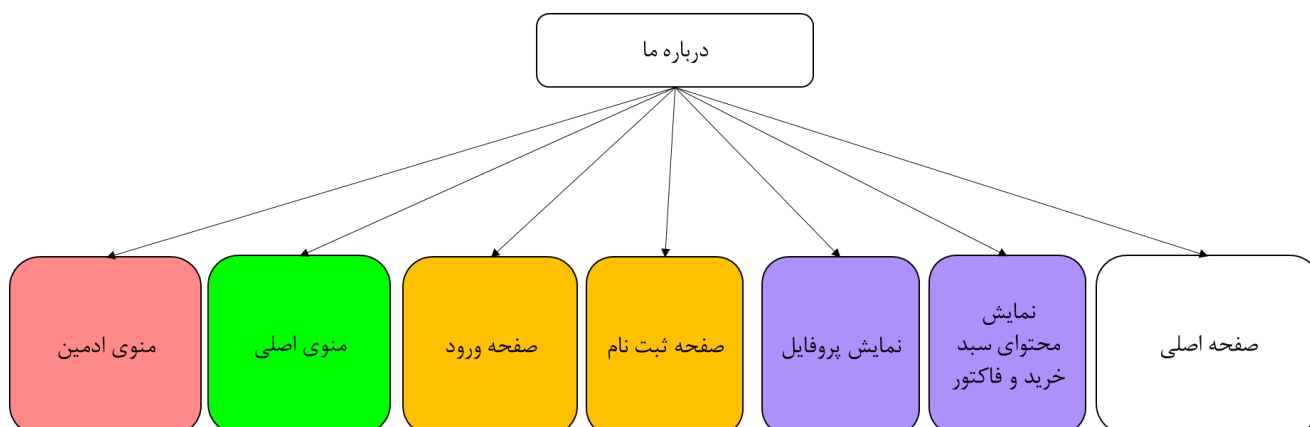 درباره ما
صفحه اصلی
نمایش
محتوای سبد
خرید و فاکتور
نمایش پروفایل
صفحه ثبت نام
صفحه ورود
منوی اصلی
منوی ادمین